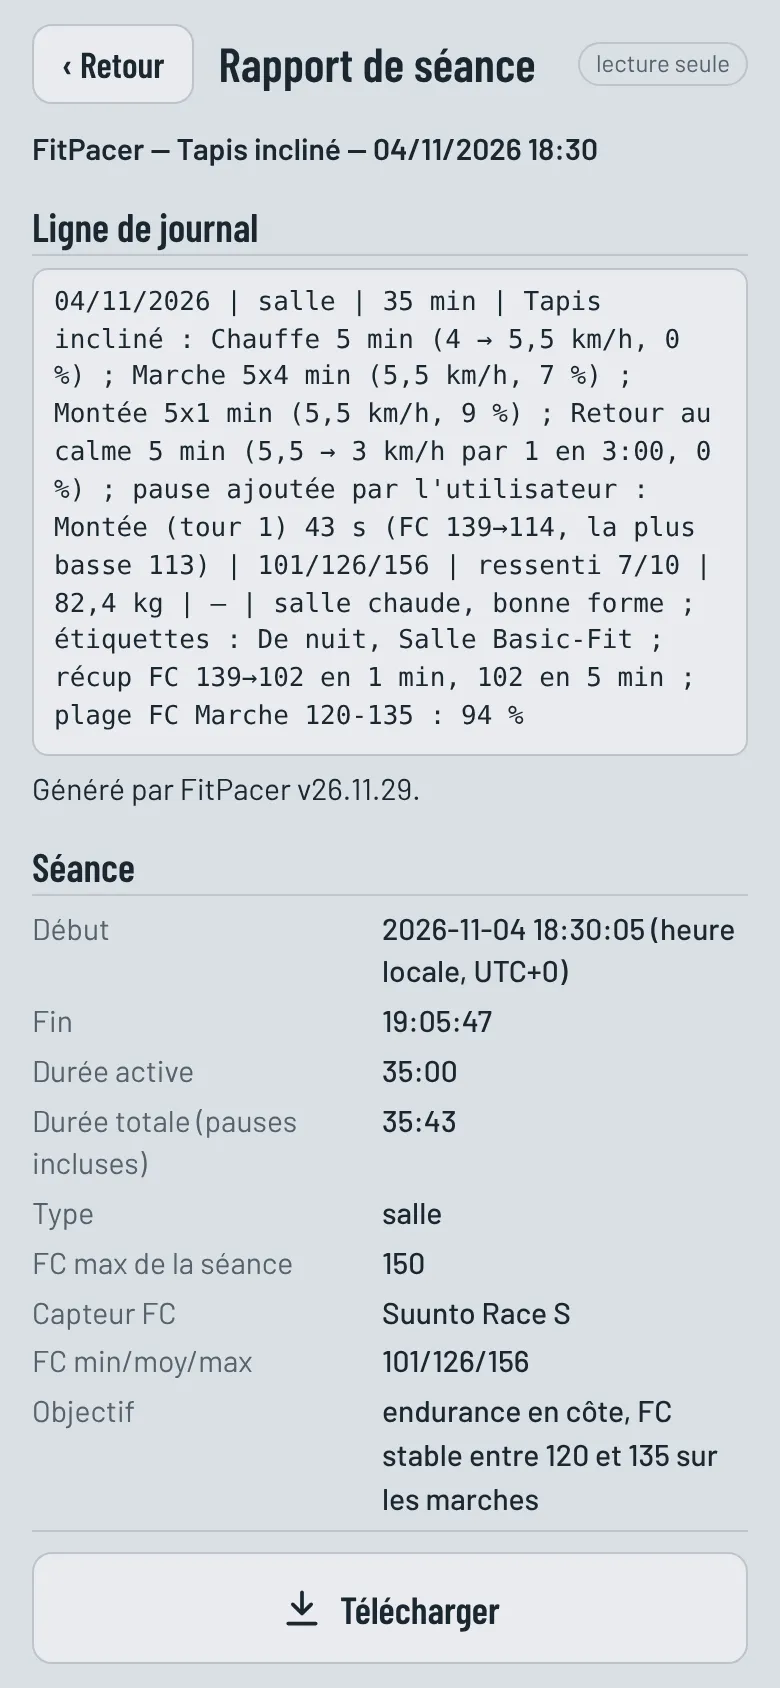 ‹ Retour
Rapport de séance
lecture seule
FitPacer — Tapis incliné — 04/11/2026 18:30
Ligne de journal
04/11/2026 | salle | 35 min | Tapis
incliné : Chauffe 5 min (4 → 5,5 km/h, 0
%) ; Marche 5x4 min (5,5 km/h, 7 %) ;
Montée 5x1 min (5,5 km/h, 9 %) ; Retour au
calme 5 min (5,5 → 3 km/h par 1 en 3:00, 0
%) ; pause ajoutée par l'utilisateur :
Montée (tour 1) 43 s (FC 139→114, la plus
basse 113) | 101/126/156 | ressenti 7/10 |
82,4 kg | — | salle chaude, bonne forme ;
étiquettes : De nuit, Salle Basic-Fit ;
récup FC 139→102 en 1 min, 102 en 5 min ;
plage FC Marche 120-135 : 94 %
Généré par FitPacer v26.11.29.
Séance
Début
2026-11-04 18:30:05 (heure
locale, UTC+0)
Fin
19:05:47
Durée active
35:00
Durée totale (pauses
incluses)
35:43
Type
salle
FC max de la séance
150
Capteur FC
Suunto Race S
FC min/moy/max
101/126/156
Objectif
endurance en côte, FC
stable entre 120 et 135 sur
les marches
Télécharger